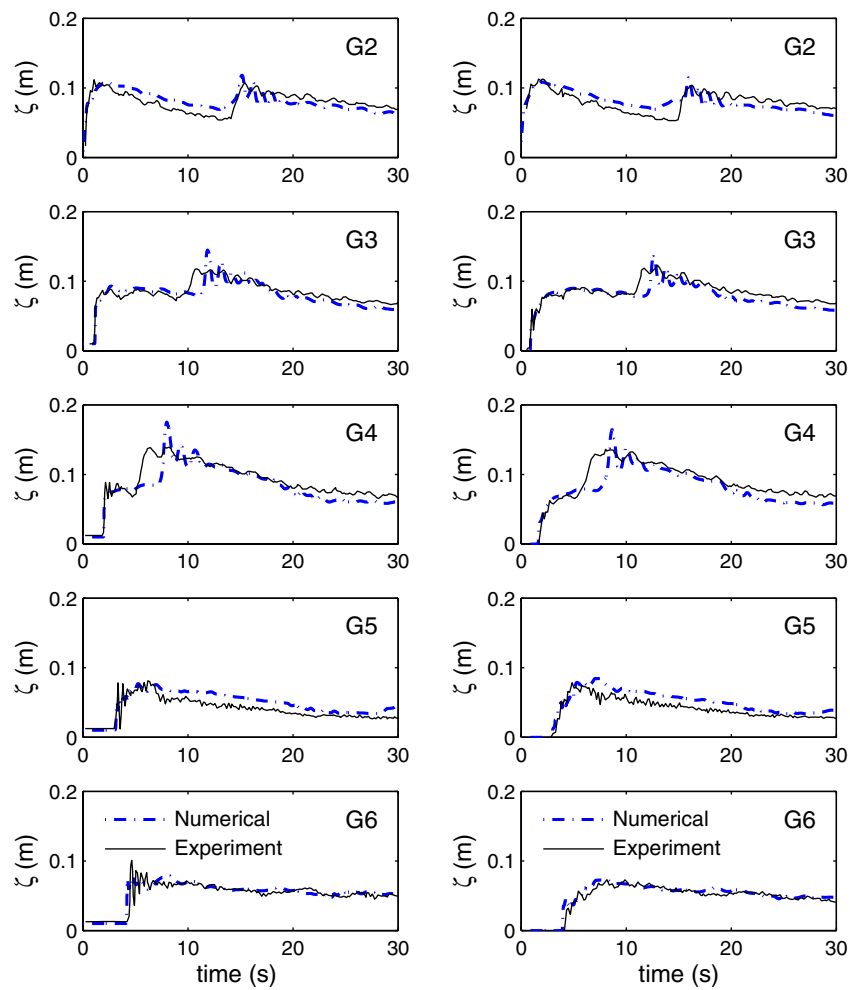 0.2 G2 0.2 G2
ζ (m) 0.1 ζ (m) 0.1
0 0
0 10 20 30 0 10 20 30
0.2 G3 0.2 G3
ζ (m) 0.1 ζ (m) 0.1
0 0
0 10 20 30 0 10 20 30
0.2 G4 0.2 G4
ζ (m) 0.1 ζ (m) 0.1
0 0
0 10 20 30 0 10 20 30
0.2 G5 0.2 G5
ζ (m) 0.1 ζ (m) 0.1
0 0
0 10 20 30 0 10 20 30
0.2 Numerical G6 0.2 Numerical G6
Experiment Experiment
ζ (m) 0.1 ζ (m) 0.1
0 0
0 10 20 30 0 10 20 30
time (s) time (s)